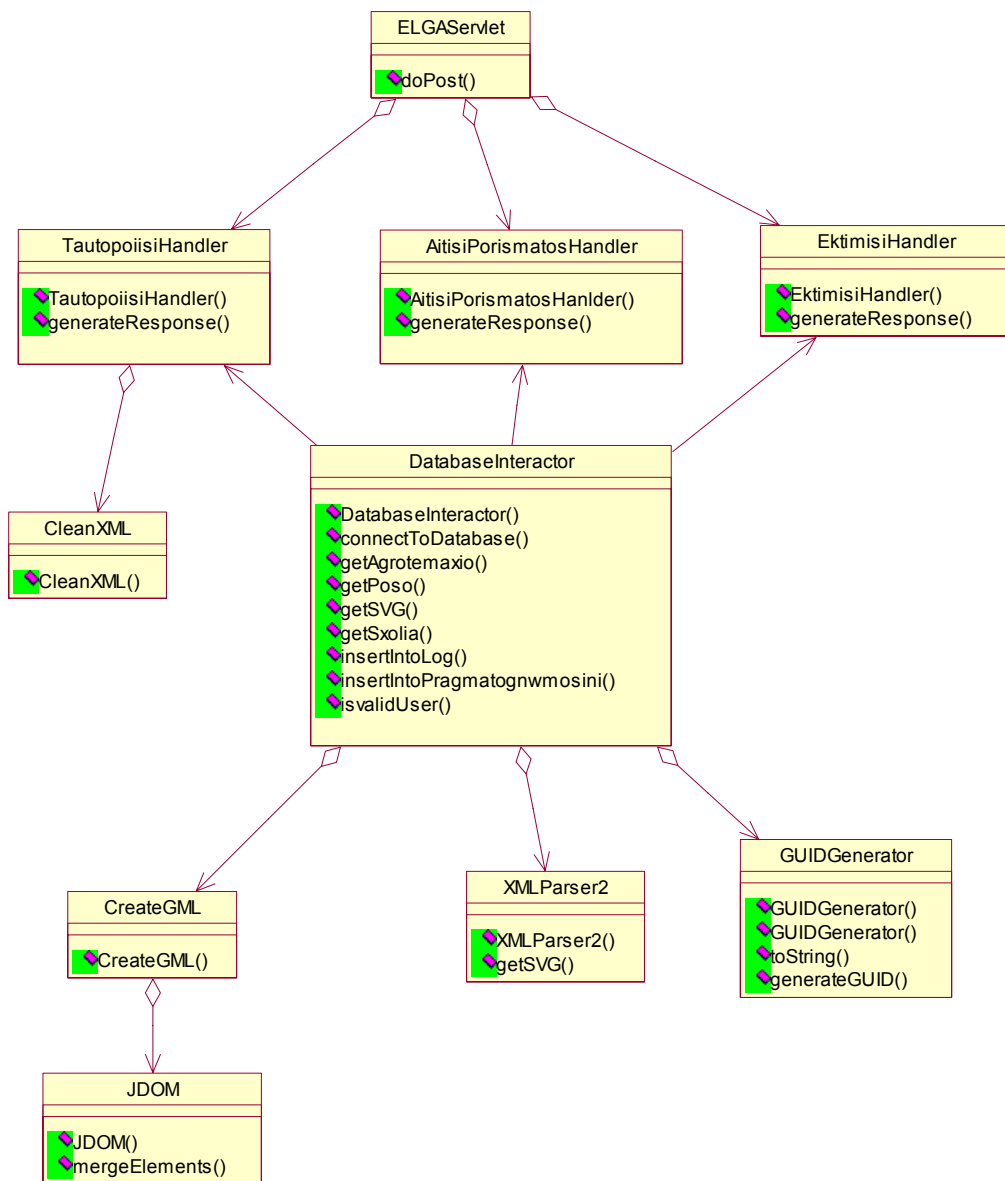 ELGAServlet
doPost()
TautopoiisiHandler
TautopoiisiHandler()
generateResponse()
AitisiPorismatosHandler
AitisiPorismatosHanlder()
generateResponse()
EktimisiHandler
EktimisiHandler()
generateResponse()
DatabaseInteractor
DatabaseInteractor()
connectToDatabase()
getAgrotemaxio()
getPoso()
getSVG()
getSxolia()
insertIntoLog()
insertIntoPragmatognwmosini()
isvalidUser()
CleanXML
CleanXML()
CreateGML
CreateGML()
XMLParser2
XMLParser2()
getSVG()
GUIDGenerator
GUIDGenerator()
GUIDGenerator()
toString()
generateGUID()
JDOM
JDOM()
mergeElements()